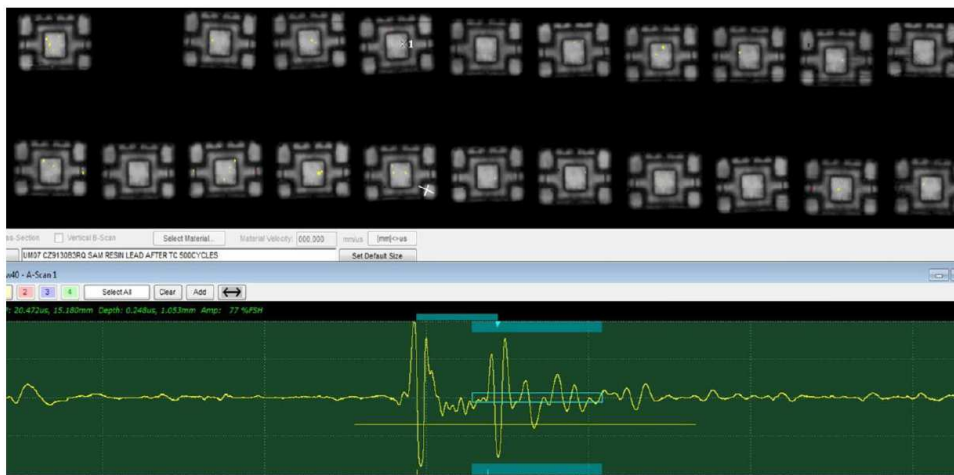 1
ss-Section Vertical B-Scan Select Material... Material Velocity: 000.000 mm/us [mm]<->us
UM07 CZ913083RQ SAM RESIN LEAD AFTER TC 500CYCLES Set Default Size
w40 - A-Scan 1
2 3 4 Select All Clear Add
20.472us, 15.180mm Depth: 0.248us, 1.053mm Amp: 77 %FSH